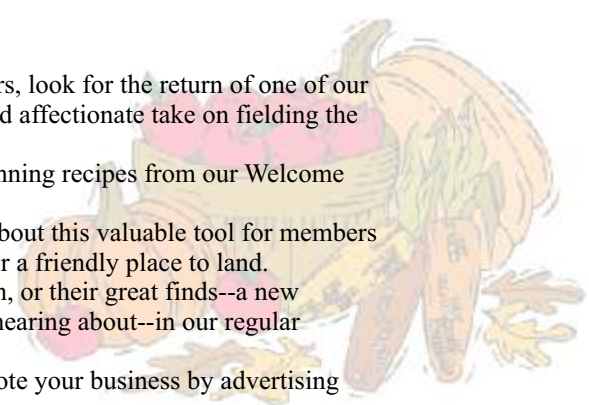 rs, look for the return of one of our
d affectionate take on fielding the
nning recipes from our Welcome
bout this valuable tool for members
r a friendly place to land.
n, or their great finds--a new
hearing about--in our regular
ote your business by advertising